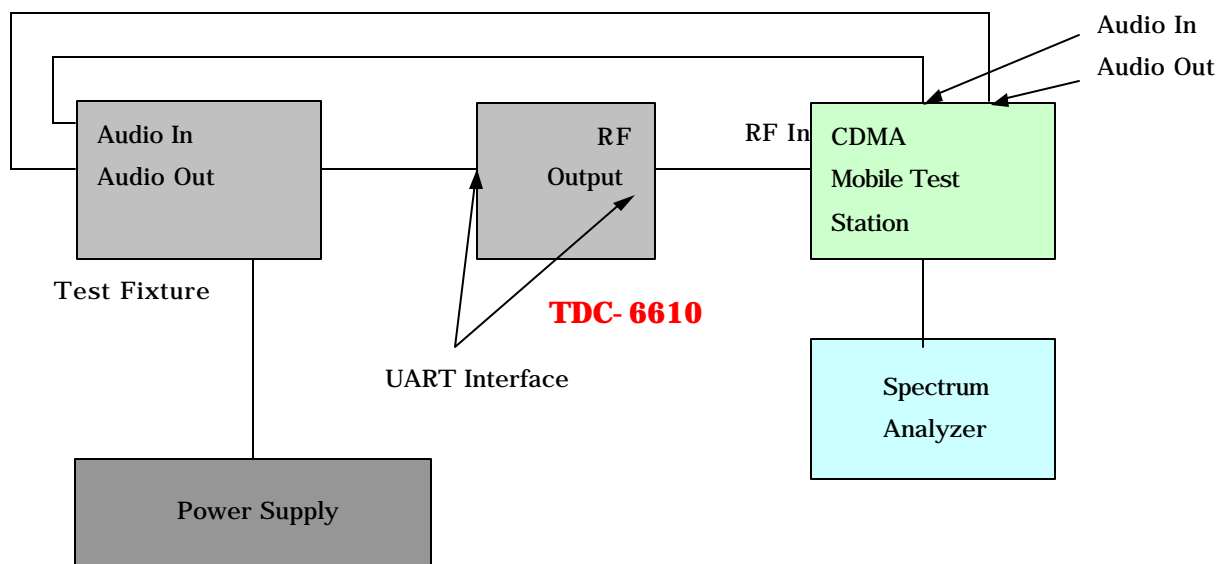 Audio In
Audio Out
Audio In
Audio Out
RF
Output
RF In
CDMA
Mobile Test
Station
Test Fixture
TDC- 6610
UART Interface
Spectrum
Analyzer
Power Supply